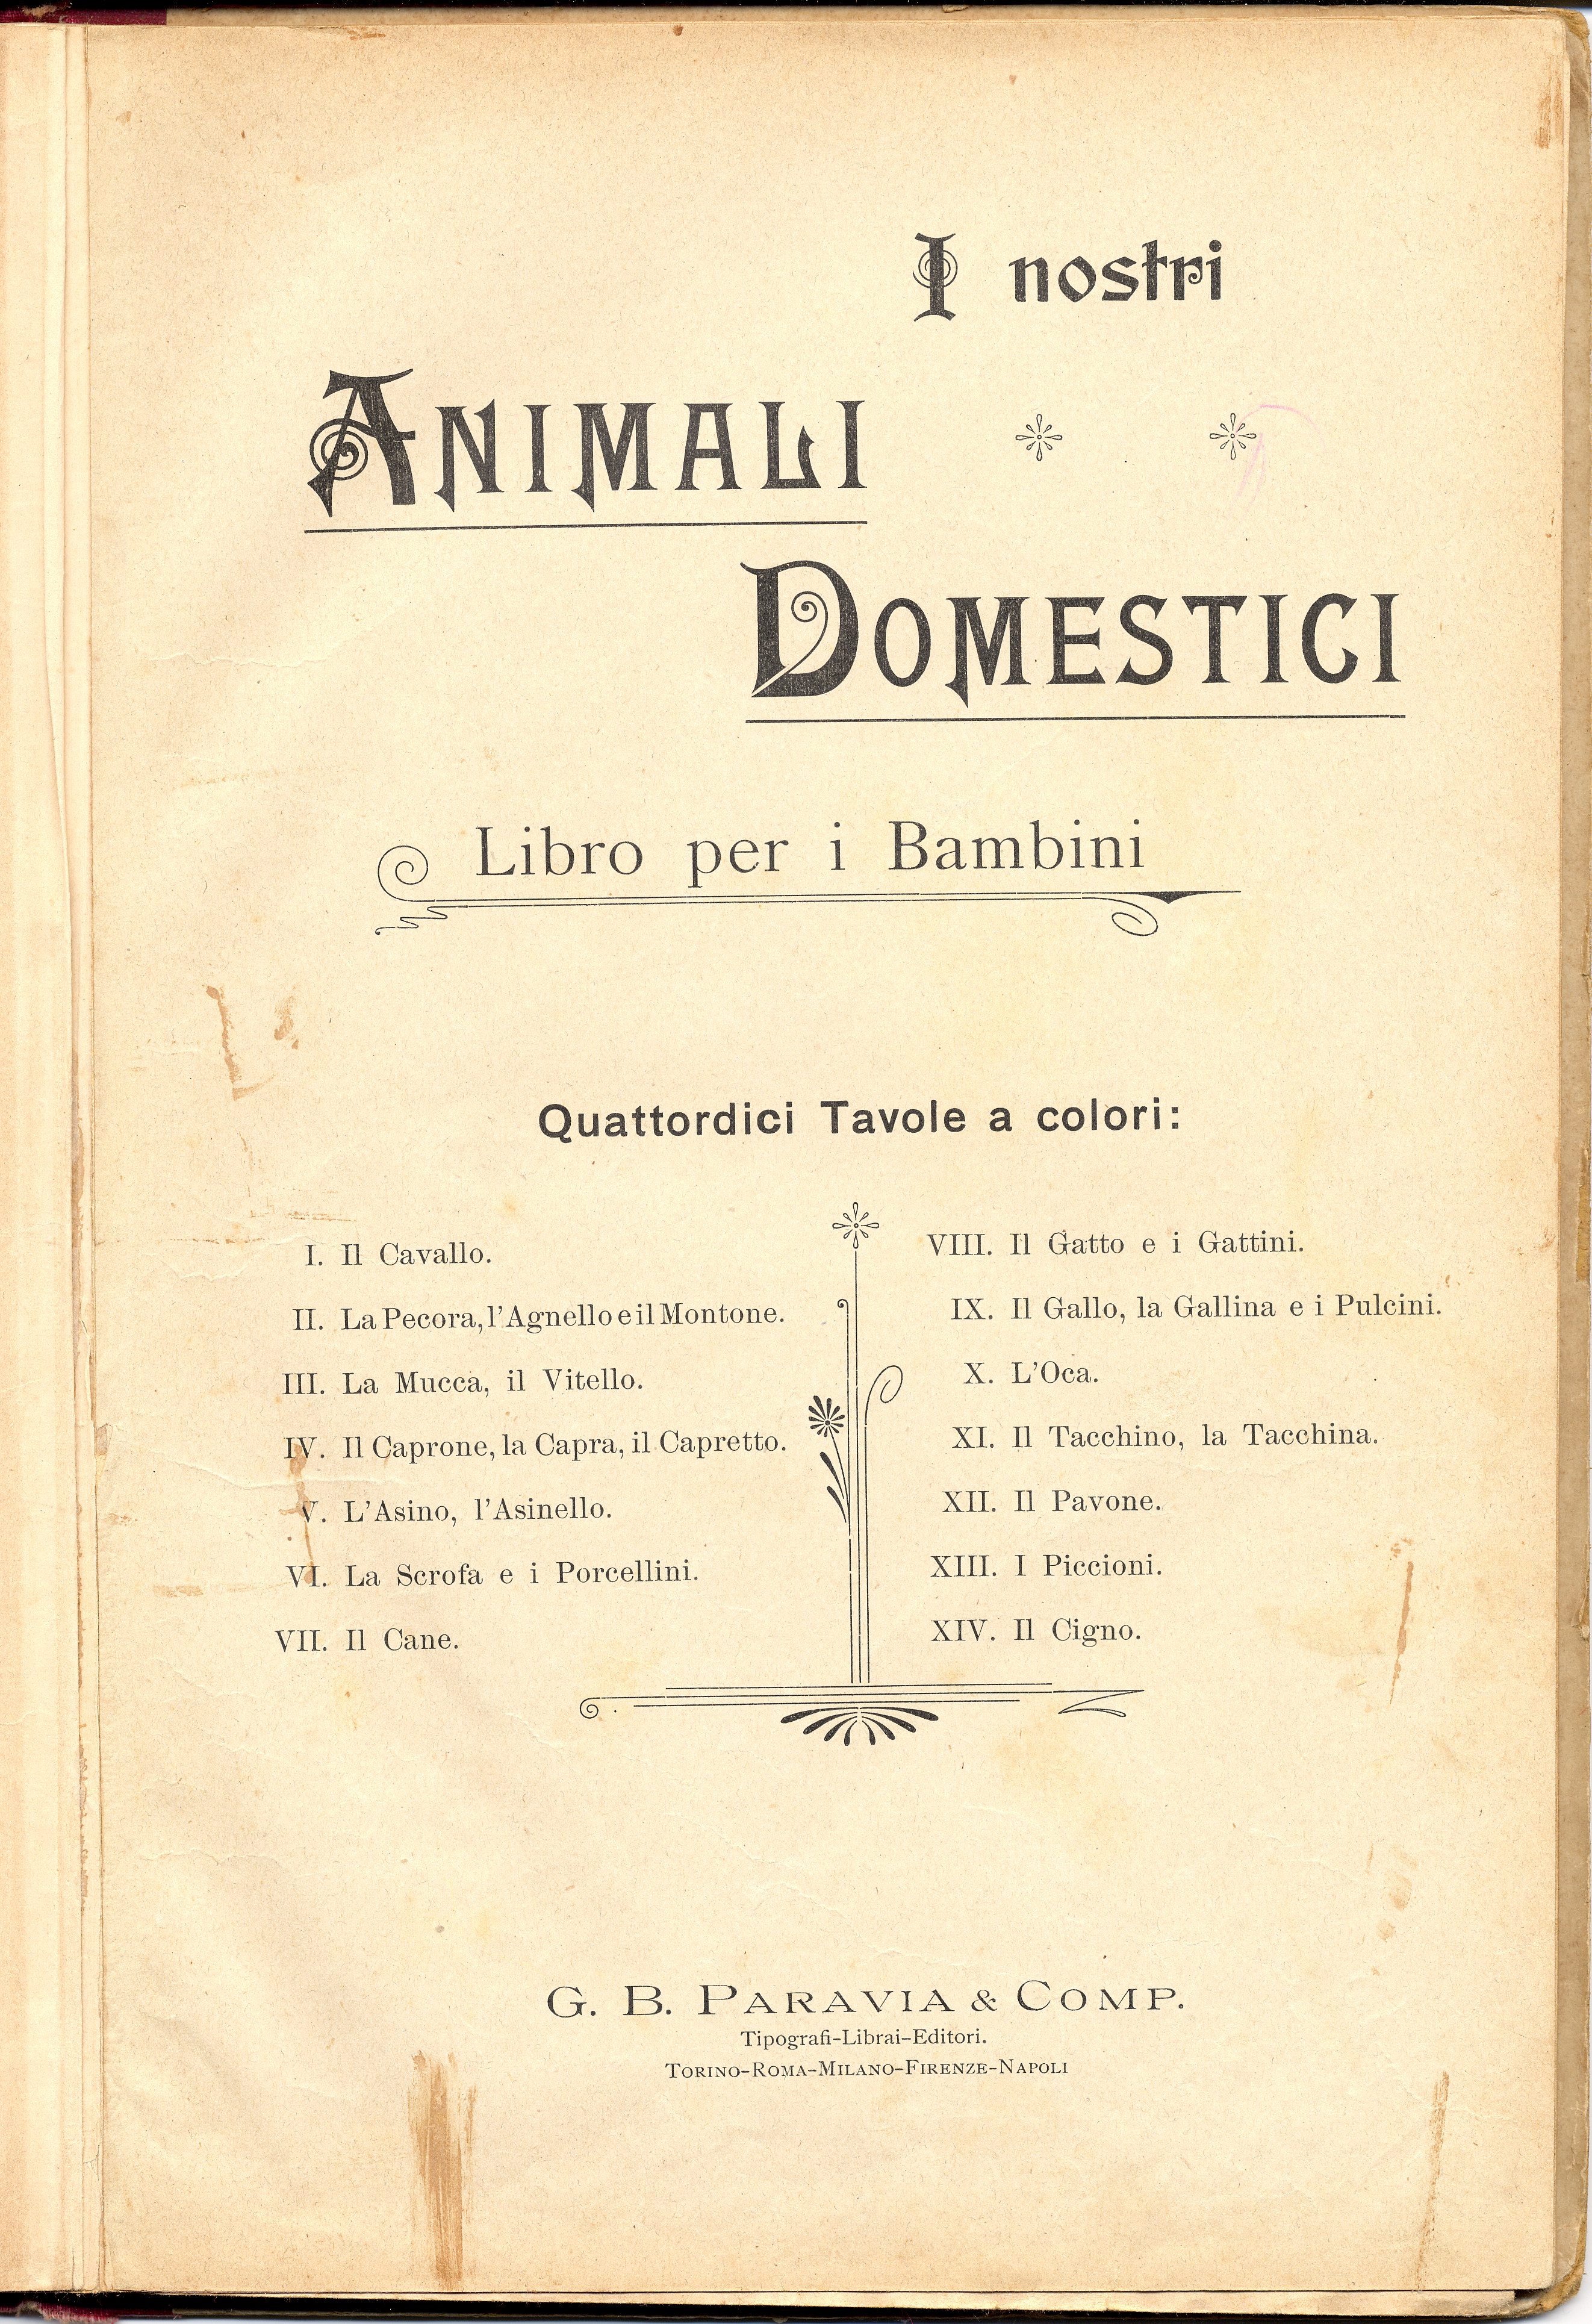 I nostri
ANIMALI
DOMESTICI
Libro per i Bambini
Quattordici Tavole a colori:
I. Il Cavallo.
II. La Pecora, l'Agnello e il Montone.
III. La Mucca, il Vitello.
IV. Il Caprone, la Capra, il Capretto.
V. L'Asino, l'Asinello.
VI. La Scrofa e i Porcellini.
VII. Il Cane.
VIII. Il Gatto e i Gattini.
IX. Il Gallo, la Gallina e i Pulcini.
X. L'Oca.
XI. Il Tacchino, la Tacchina.
XII. Il Pavone.
XIII. I Piccioni.
XIV. Il Cigno.
G. B. PARAVIA & COMP.
Tipografi-Librai-Editori.
TORINO-ROMA-MILANO-FIRENZE-NAPOLI